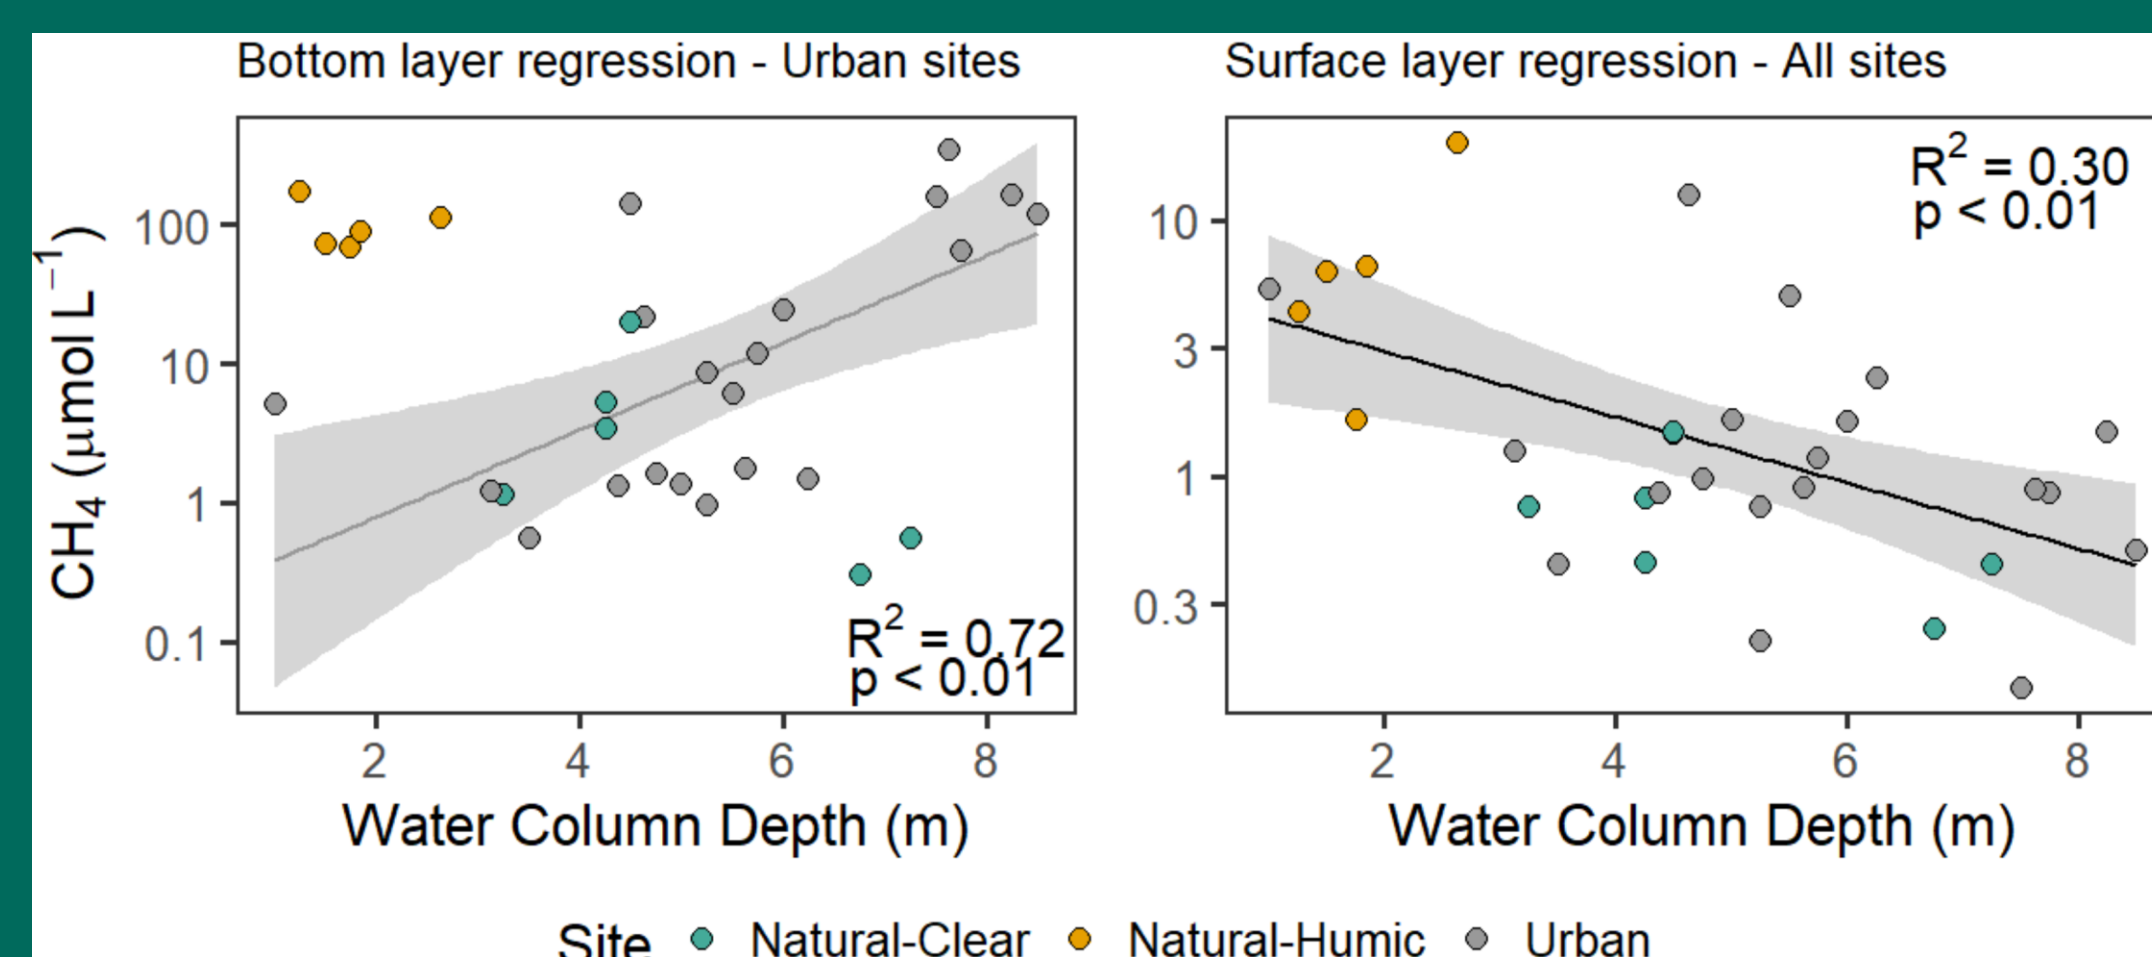 Bottom layer regression - Urban sites
CH₄ (μmol L⁻¹)
100
10
1
0.1
R² = 0.72
p < 0.01
2 4 6 8
Water Column Depth (m)
Surface layer regression - All sites
10
3
1
0.3
R² = 0.30
p < 0.01
2 4 6 8
Water Column Depth (m)
Site Natural-Clear Natural-Humic Urban